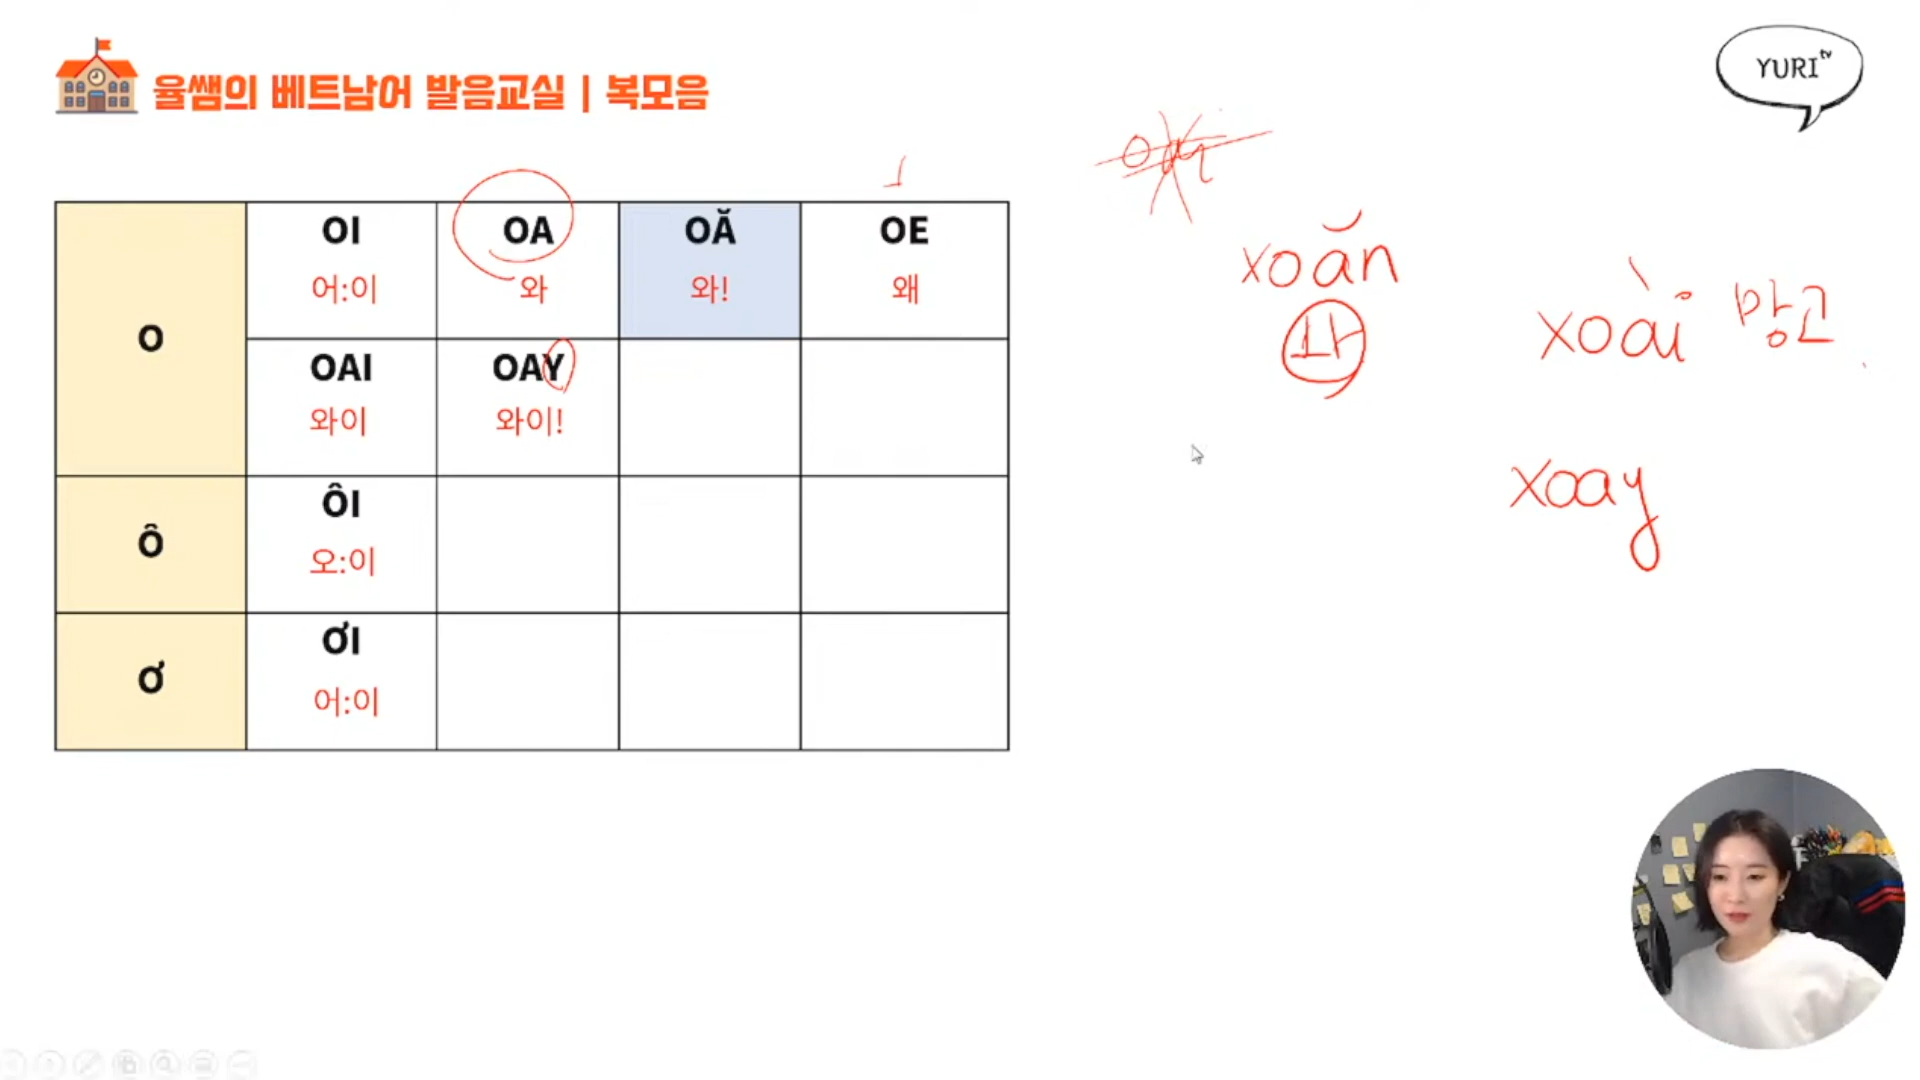 율쌤의 베트남어 발음교실 | 복모음
YURI tv
O
OI
어:이
OA
와
OĂ
와!
OE
왜
OAI
와이
OAY
와이!
Ô
ÔI
오:이
Ơ
ƠI
어:이
xoăn
xoài 망고
xoay